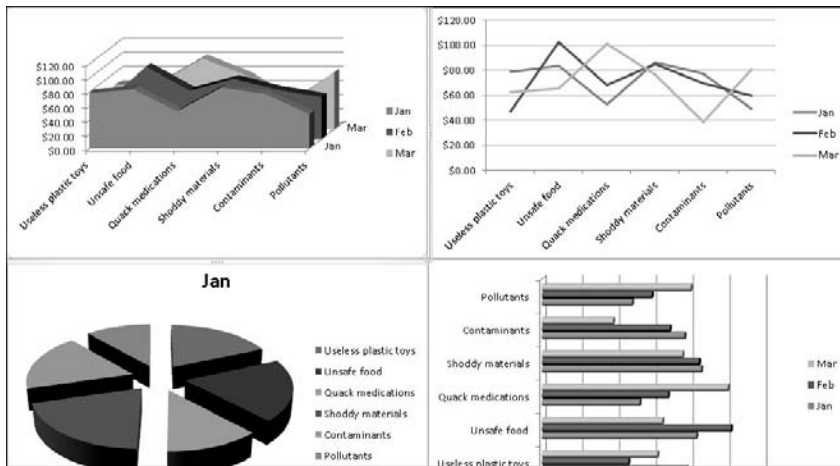 $120.00
$100.00
$80.00
$60.00
$40.00
$20.00
$0.00
Useless plastic toys
Unsafe food
Quack medications
Shoddy materials
Contaminants
Pollutants
Mar
Jan
Jan
Feb
Mar
$120.00
$100.00
$80.00
$60.00
$40.00
$20.00
$0.00
Useless plastic toys
Unsafe food
Quack medications
Shoddy materials
Contaminants
Pollutants
Jan
Feb
Mar
Jan
Useless plastic toys
Unsafe food
Quack medications
Shoddy materials
Contaminants
Pollutants
Pollutants
Contaminants
Shoddy materials
Quack medications
Unsafe food
Useless plastic toys
Mar
Feb
Jan